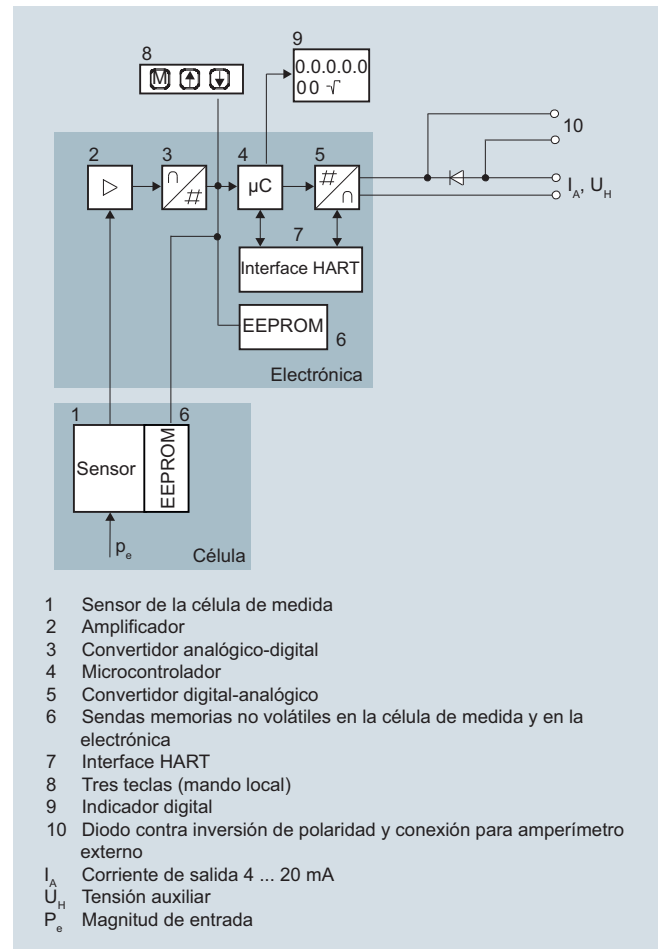 8
9
M
0.0.0.0.0
00 √
10
2
3
4
5
∩
#
µC
#
∩
I_A, U_H
7
Interface HART
EEPROM
6
Electrónica
1
6
Sensor
EEPROM
p_e
Célula
1 Sensor de la célula de medida
2 Amplificador
3 Convertidor analógico-digital
4 Microcontrolador
5 Convertidor digital-analógico
6 Sendas memorias no volátiles en la célula de medida y en la
electrónica
7 Interface HART
8 Tres teclas (mando local)
9 Indicador digital
10 Diodo contra inversión de polaridad y conexión para amperímetro
externo
I_A Corriente de salida 4 ... 20 mA
U_H Tensión auxiliar
P_e Magnitud de entrada